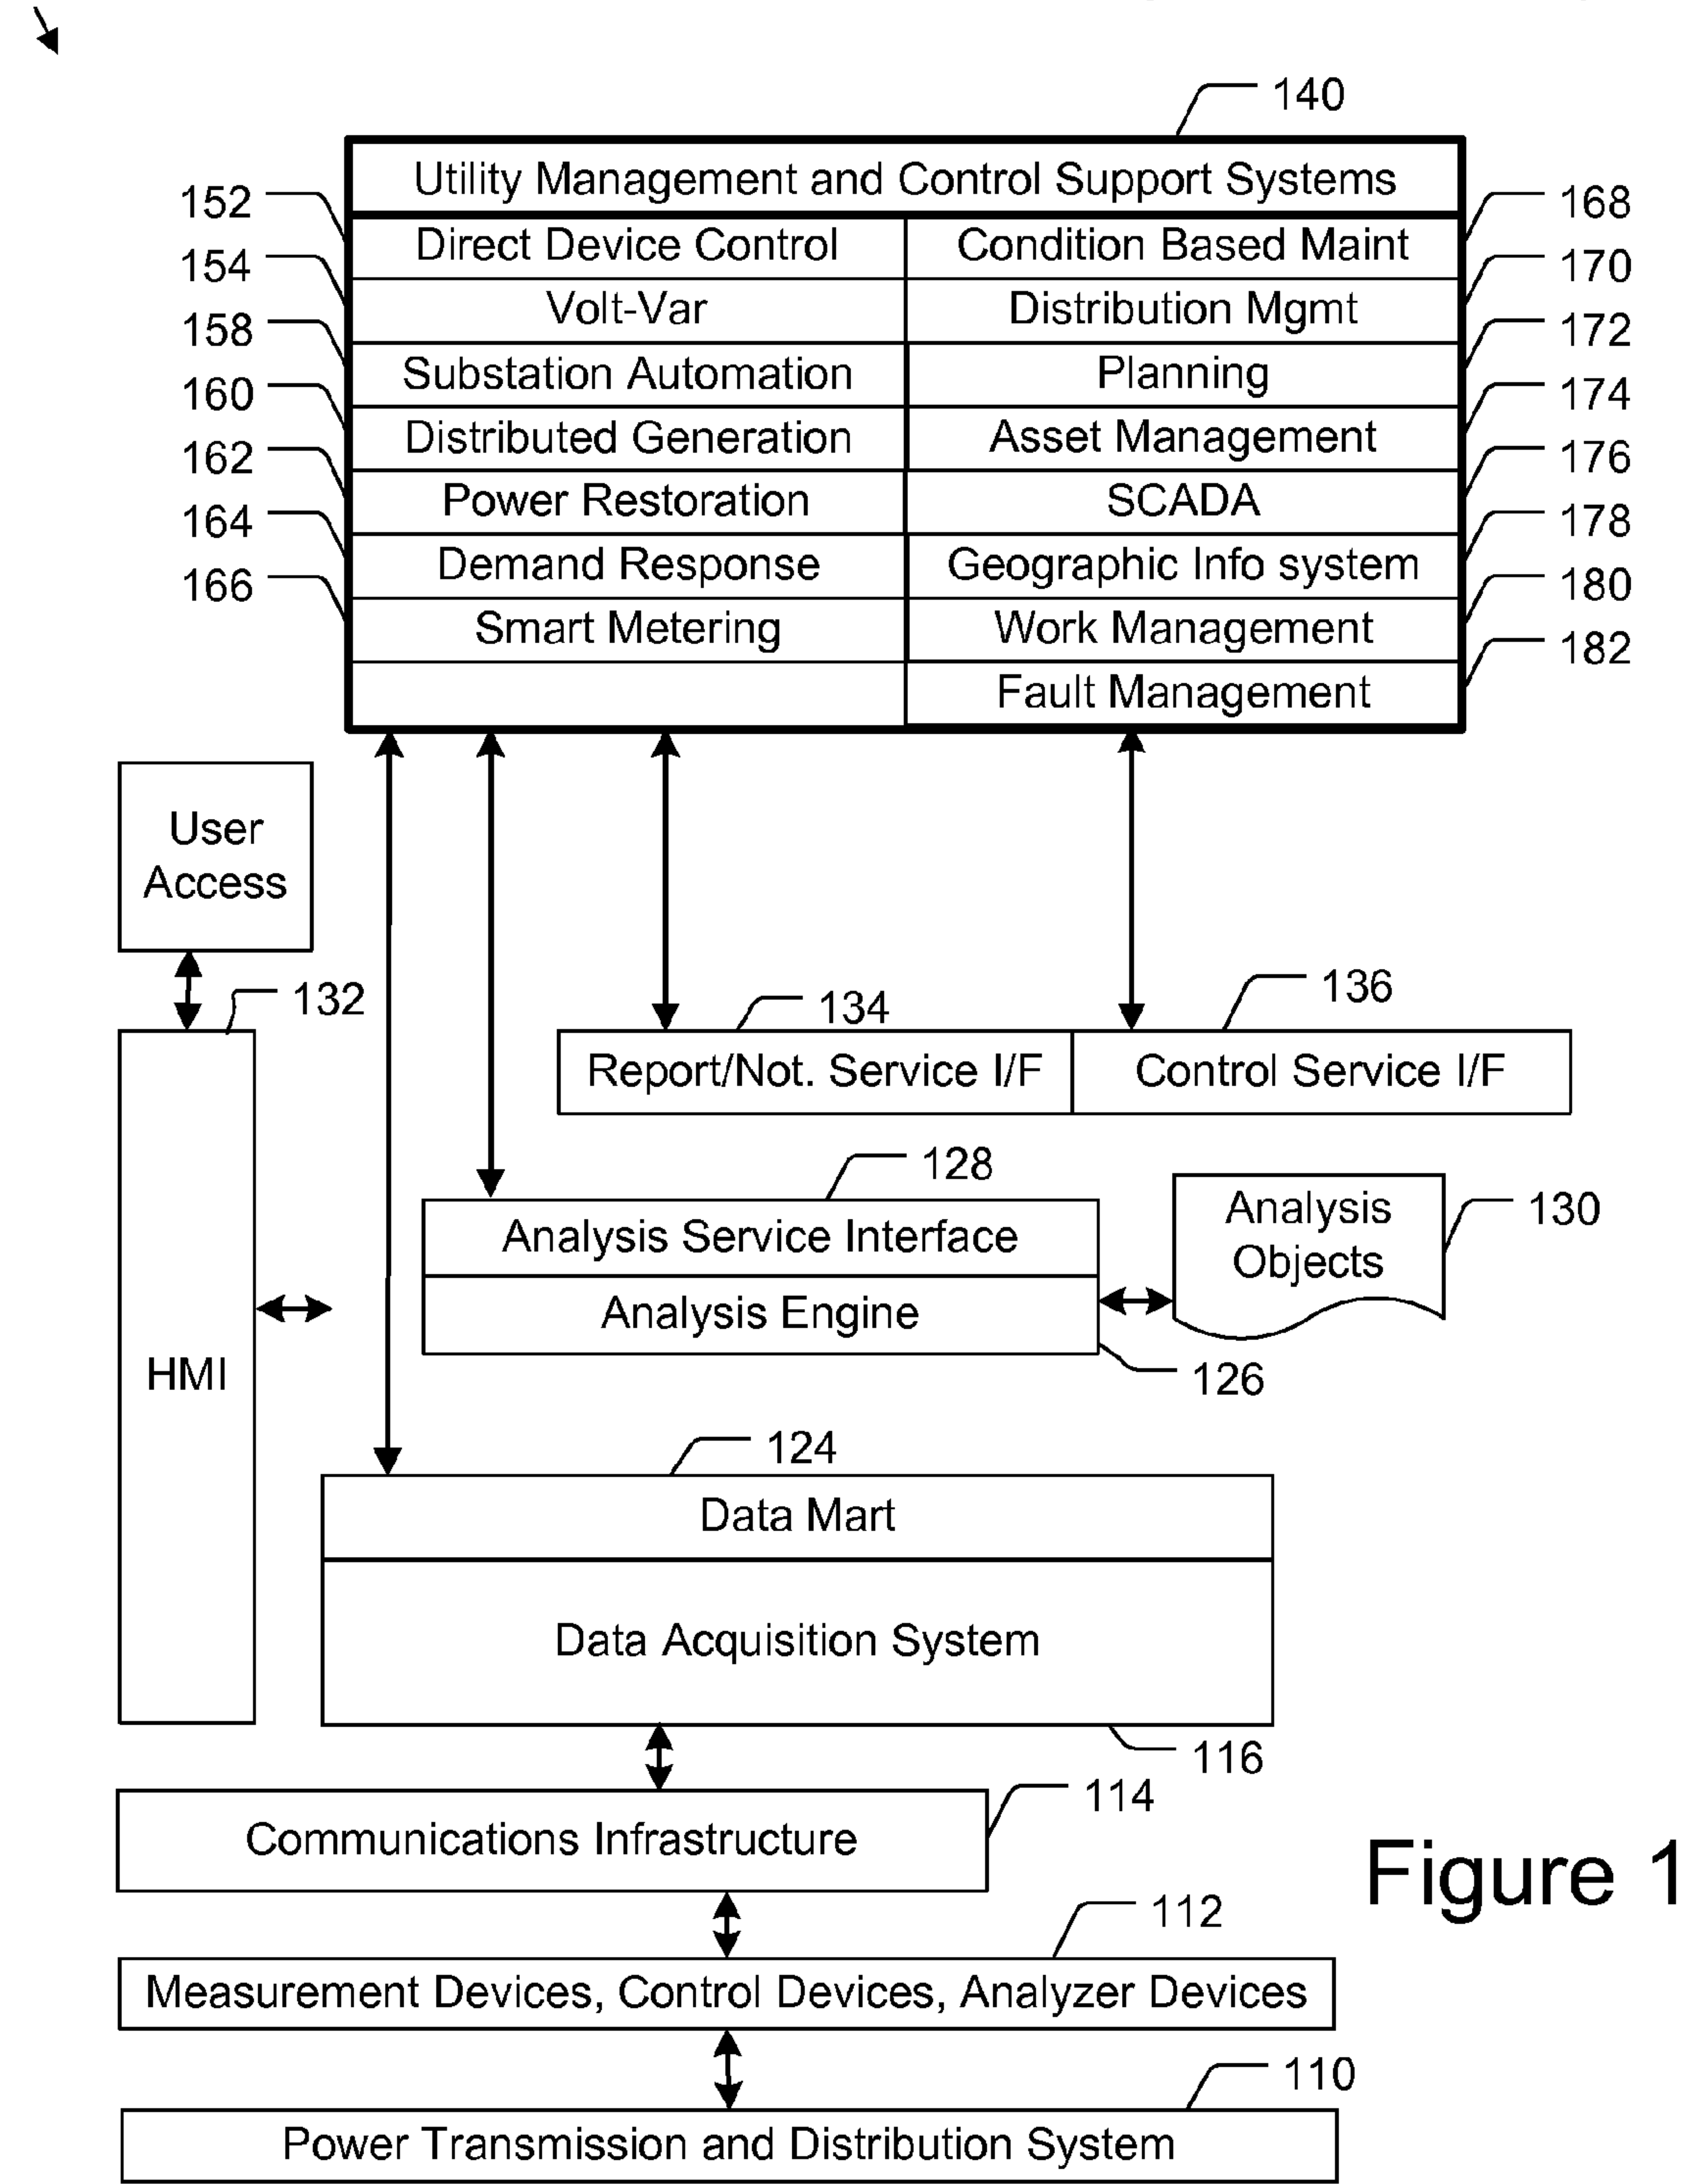 140
Utility Management and Control Support Systems
152 Direct Device Control Condition Based Maint 168
154 Volt-Var Distribution Mgmt 170
158 Substation Automation Planning 172
160 Distributed Generation Asset Management 174
162 Power Restoration SCADA 176
164 Demand Response Geographic Info system 178
166 Smart Metering Work Management 180
Fault Management 182
User
Access
132
134
136
Report/Not. Service I/F Control Service I/F
128
Analysis Service Interface
Analysis Engine
126
Analysis
Objects
130
HMI
124
Data Mart
Data Acquisition System
116
114
Communications Infrastructure
Figure 1
112
Measurement Devices, Control Devices, Analyzer Devices
110
Power Transmission and Distribution System